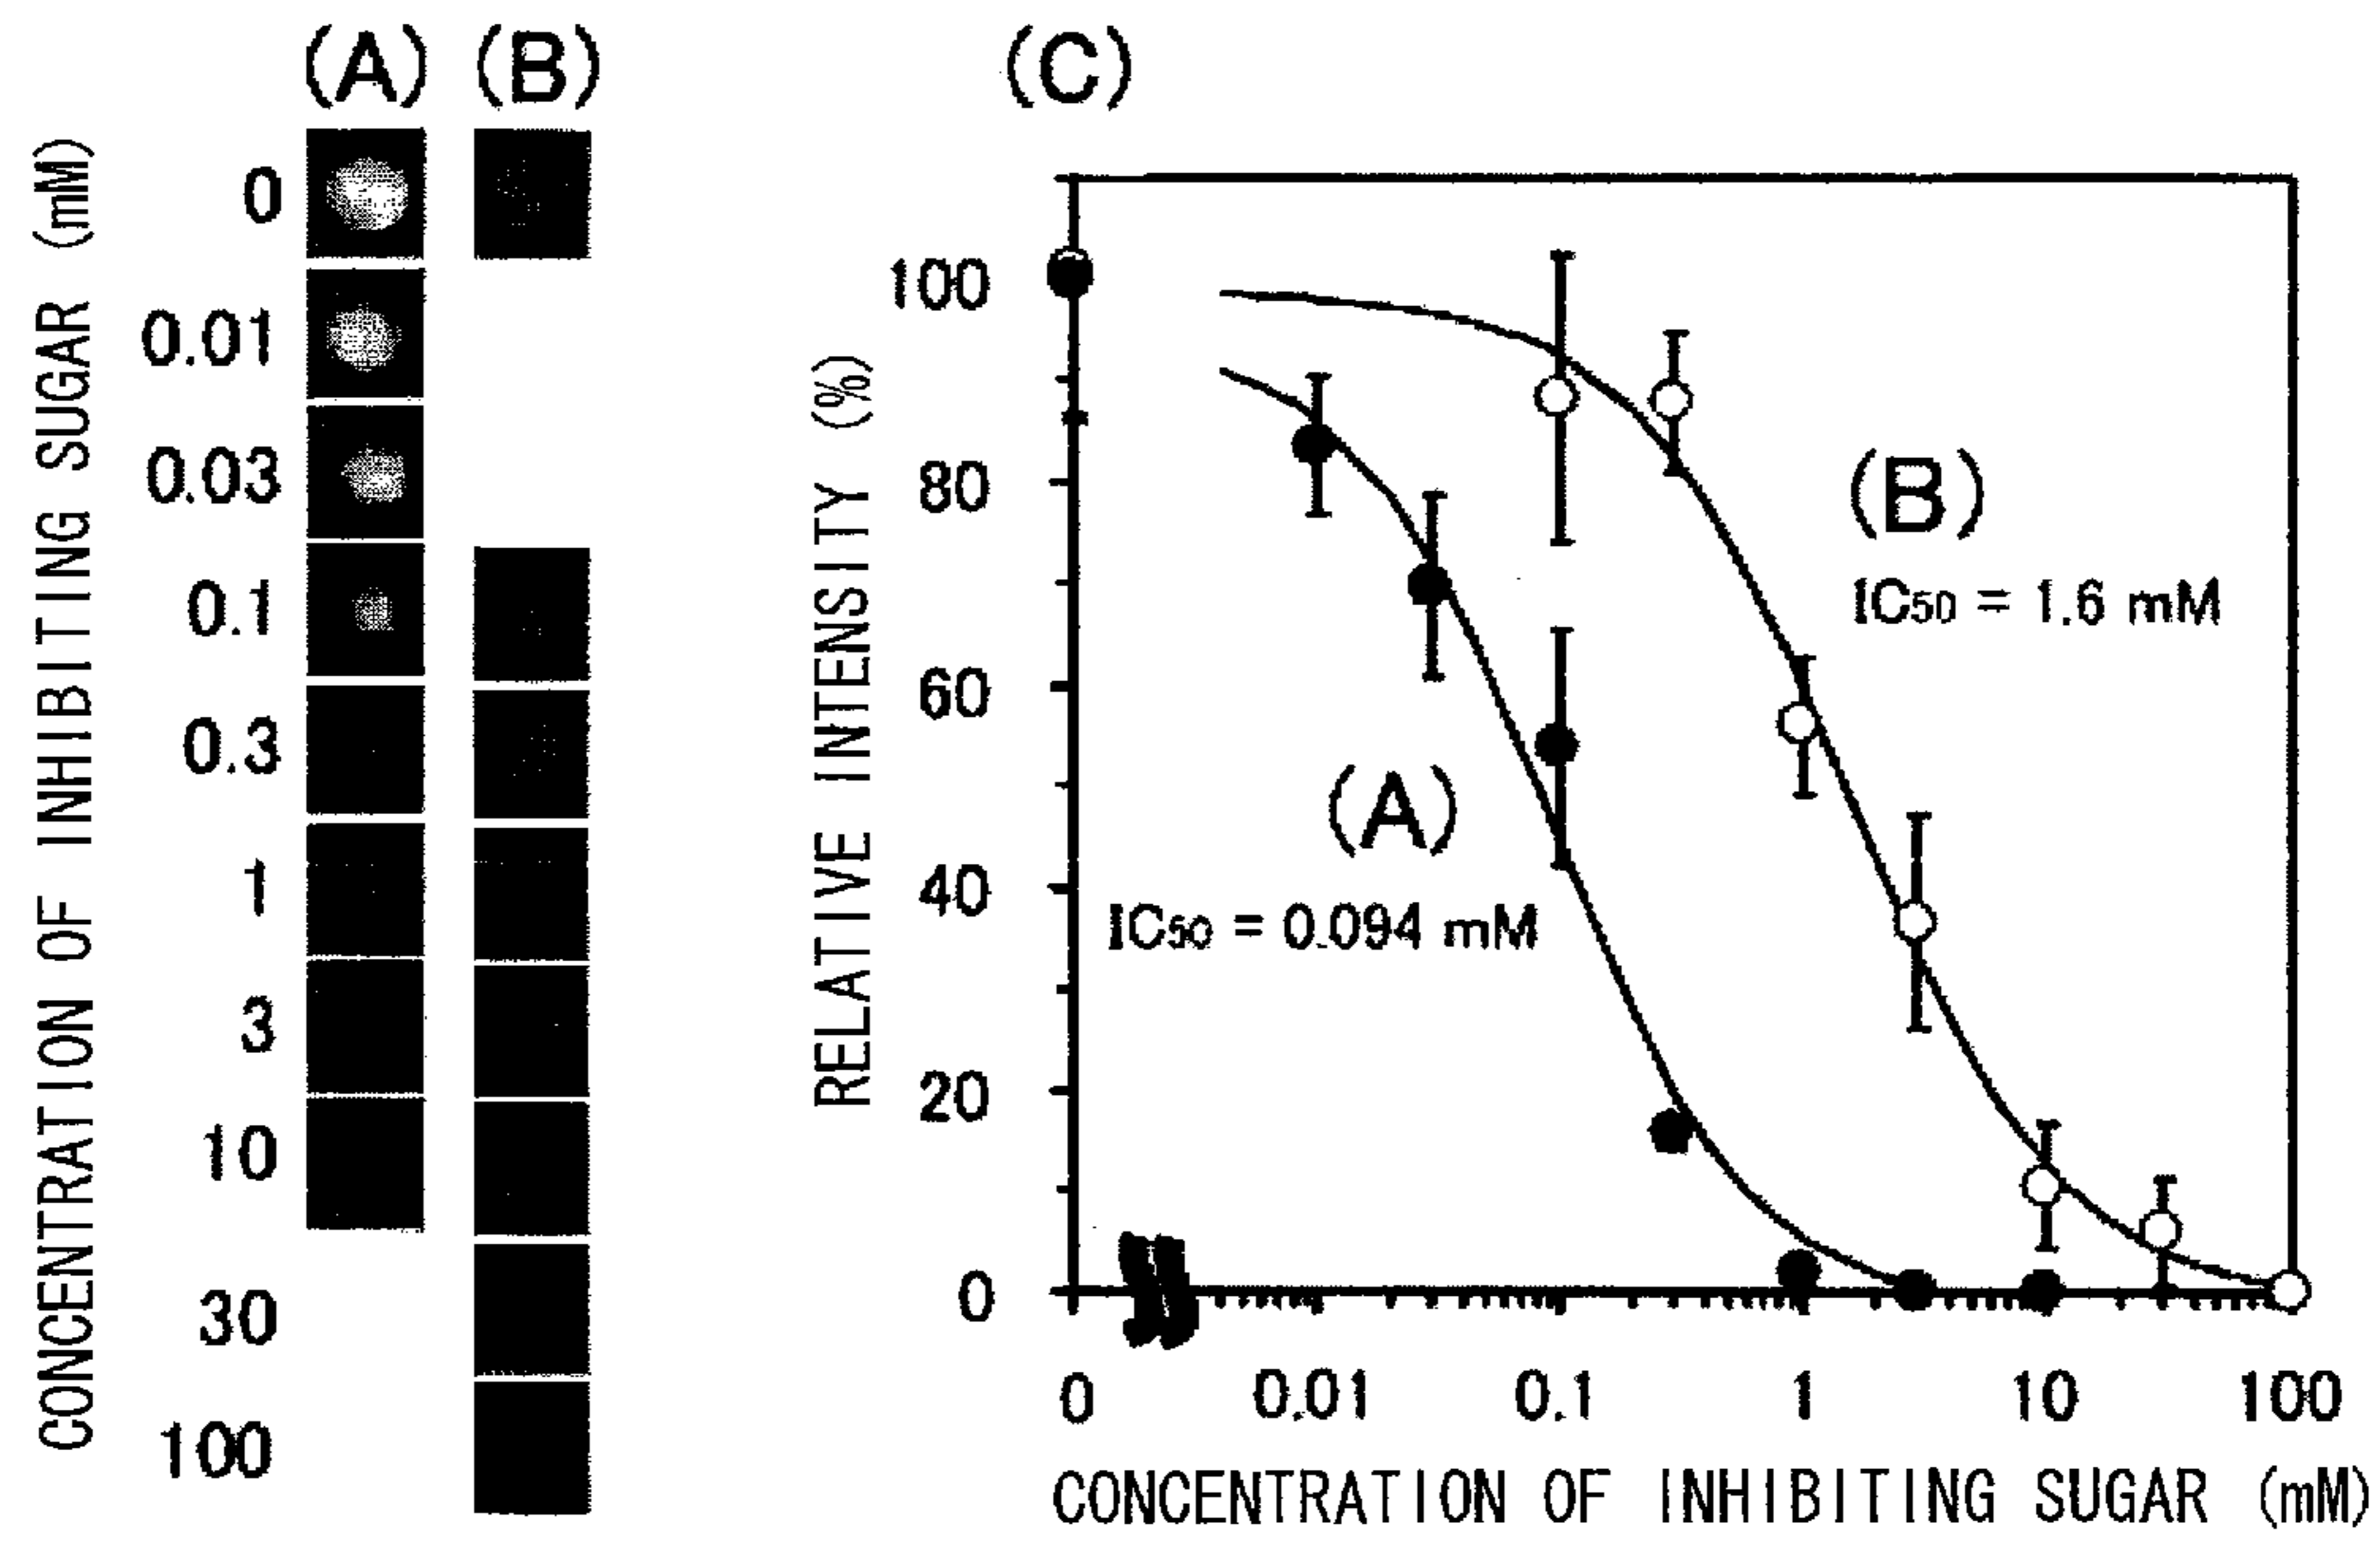 (A) (B)
CONCENTRATION OF INHIBITING SUGAR (mM)
0
0.01
0.03
0.1
0.3
1
3
10
30
100
(C)
RELATIVE INTENSITY (%)
100
80
60
40
20
0
(B)
IC50 = 1.6 mM
(A)
IC50 = 0.094 mM
0 0.01 0.1 1 10 100
CONCENTRATION OF INHIBITING SUGAR (mM)